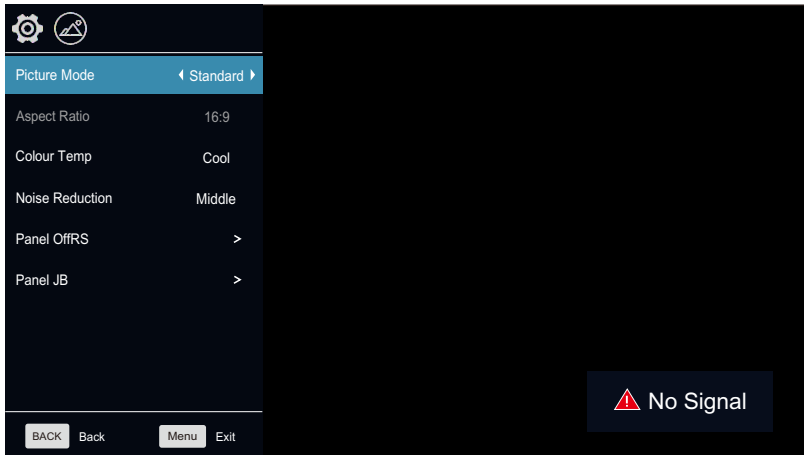 Picture Mode Standard
Aspect Ratio 16:9
Colour Temp Cool
Noise Reduction Middle
Panel OffRS >
Panel JB >
No Signal
BACK Back Menu Exit